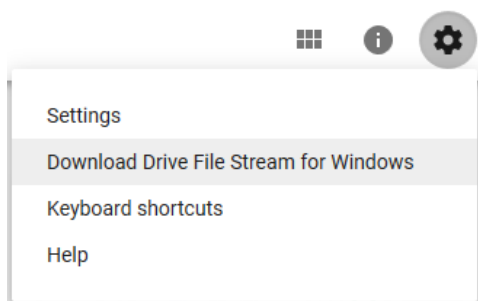 Settings
Download Drive File Stream for Windows
Keyboard shortcuts
Help